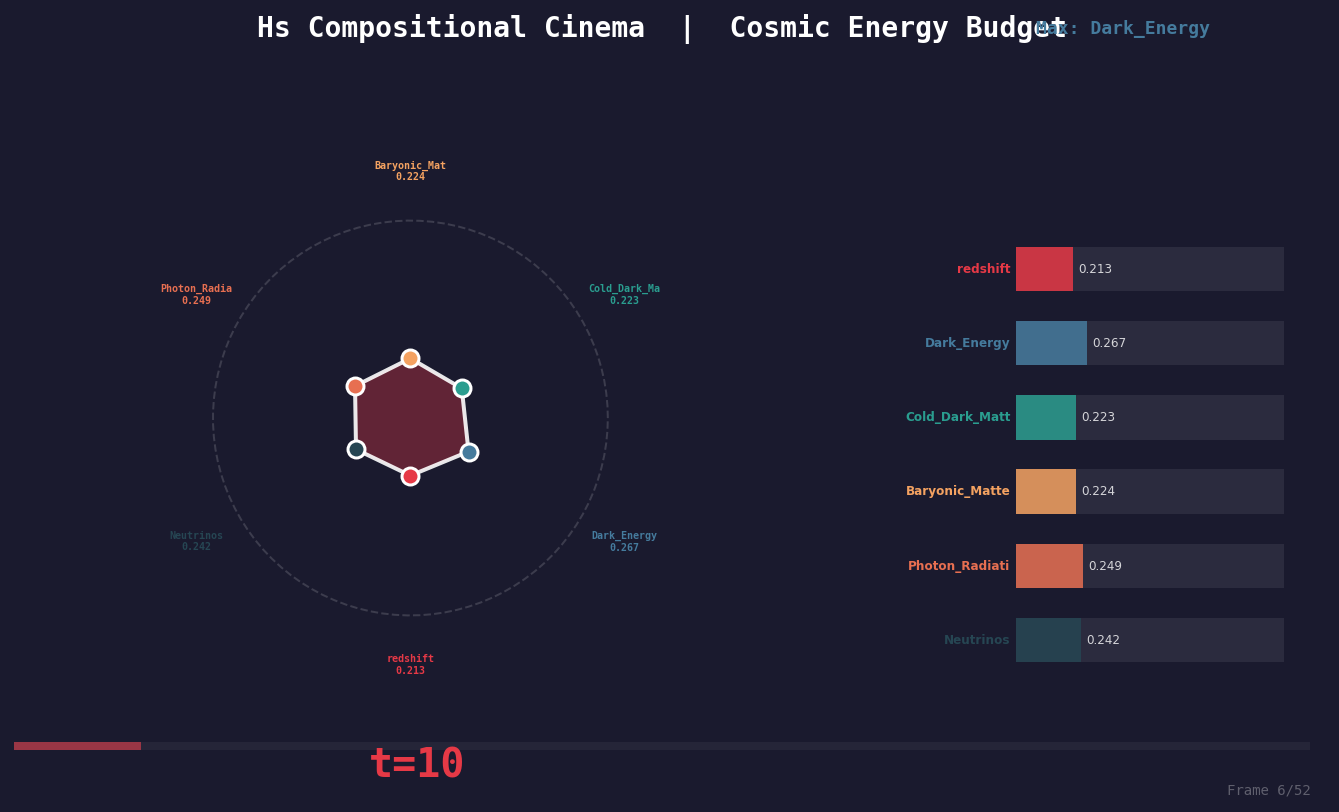 Hs Compositional Cinema | Cosmic Energy Budget
Max: Dark_Energy
Baryonic_Mat
0.224
Photon_Radia
0.249
Cold_Dark_Ma
0.223
Neutrinos
0.242
Dark_Energy
0.267
redshift
0.213
redshift 0.213
Dark_Energy 0.267
Cold_Dark_Matt 0.223
Baryonic_Matte 0.224
Photon_Radiati 0.249
Neutrinos 0.242
t=10
Frame 6/52